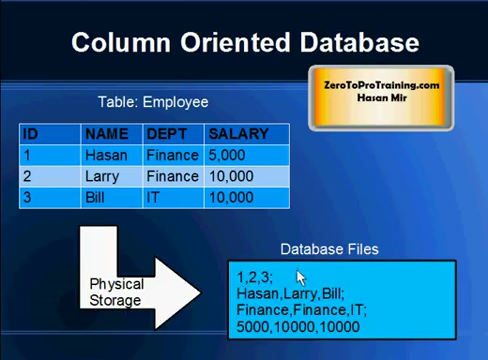 Column Oriented Database
ZeroToProTraining.com
Hasan Mir
Table: Employee
ID NAME DEPT SALARY
1 Hasan Finance 5,000
2 Larry Finance 10,000
3 Bill IT 10,000
Physical
Storage
Database Files
1,2,3;
Hasan,Larry,Bill;
Finance,Finance,IT;
5000,10000,10000